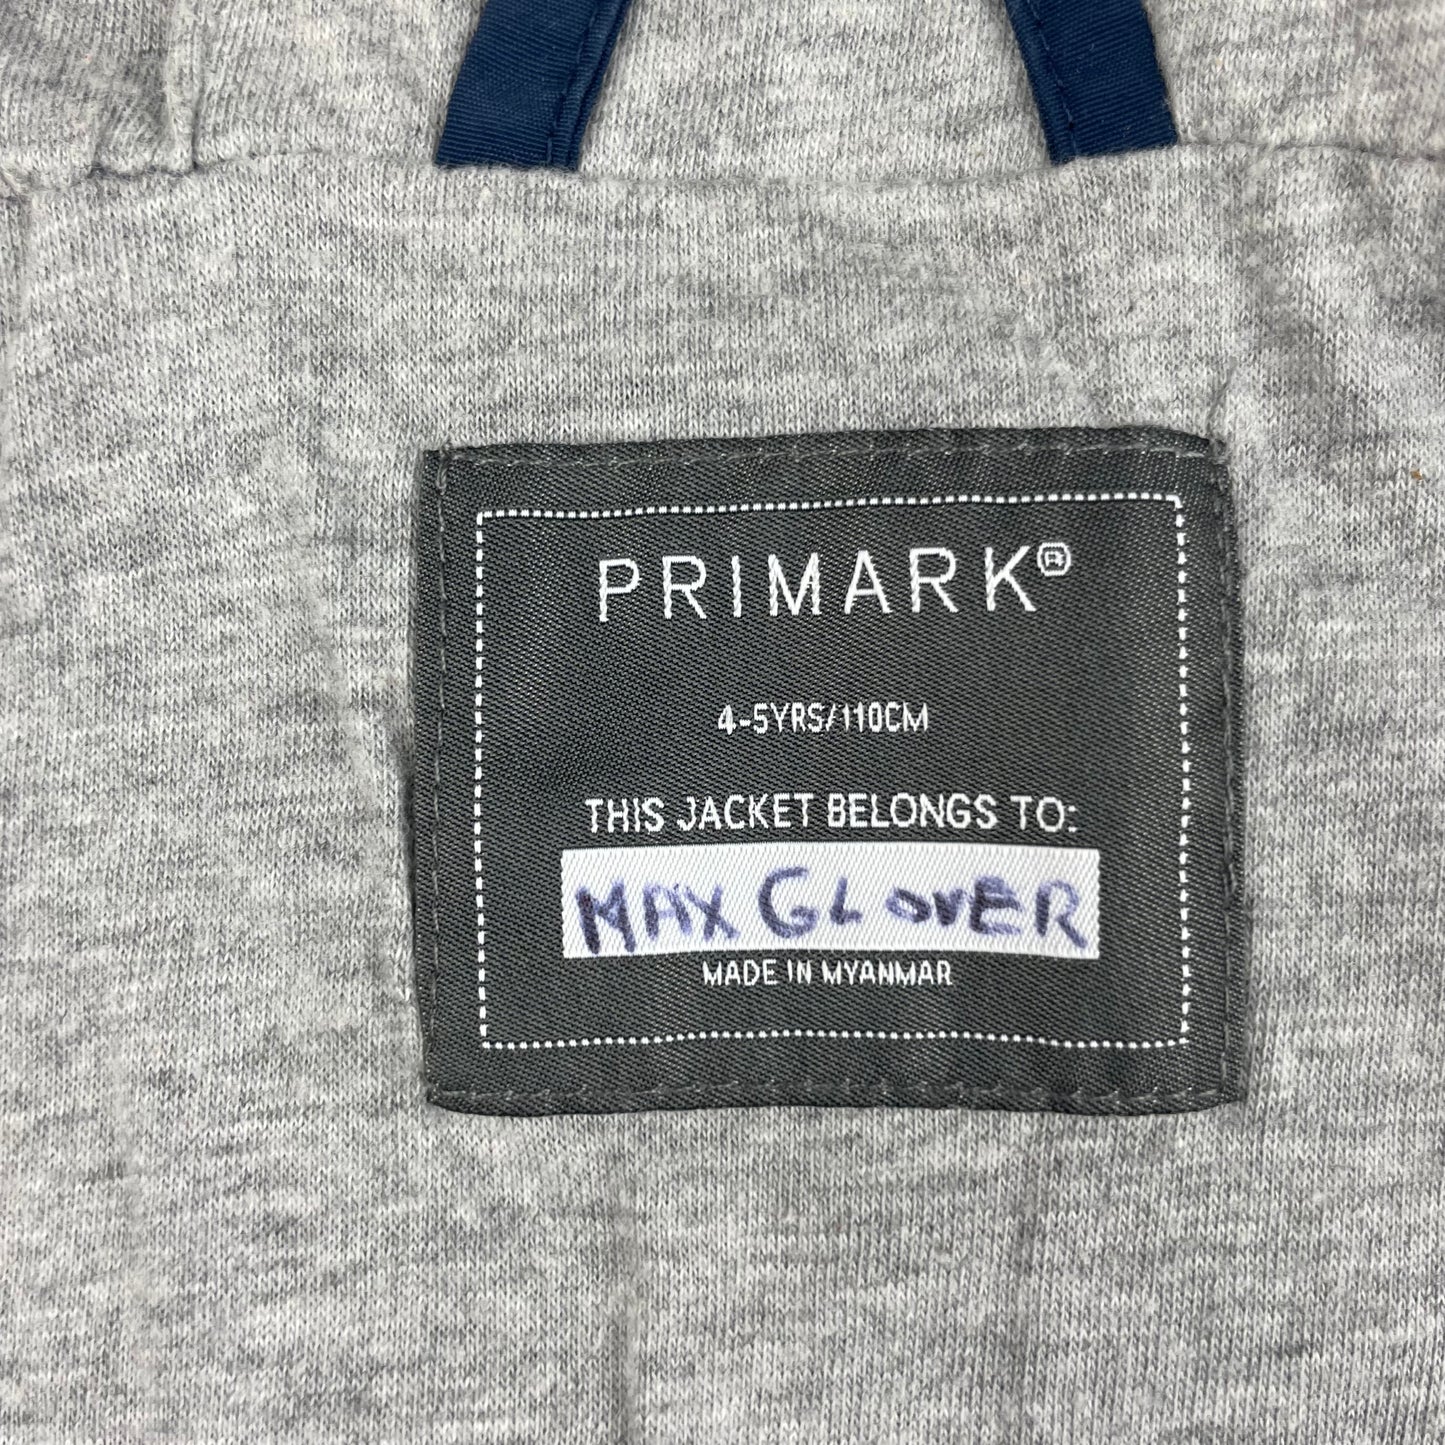 PRIMARK®
4-5YRS/110CM
THIS JACKET BELONGS TO:
MAX GLOVER
MADE IN MYANMAR